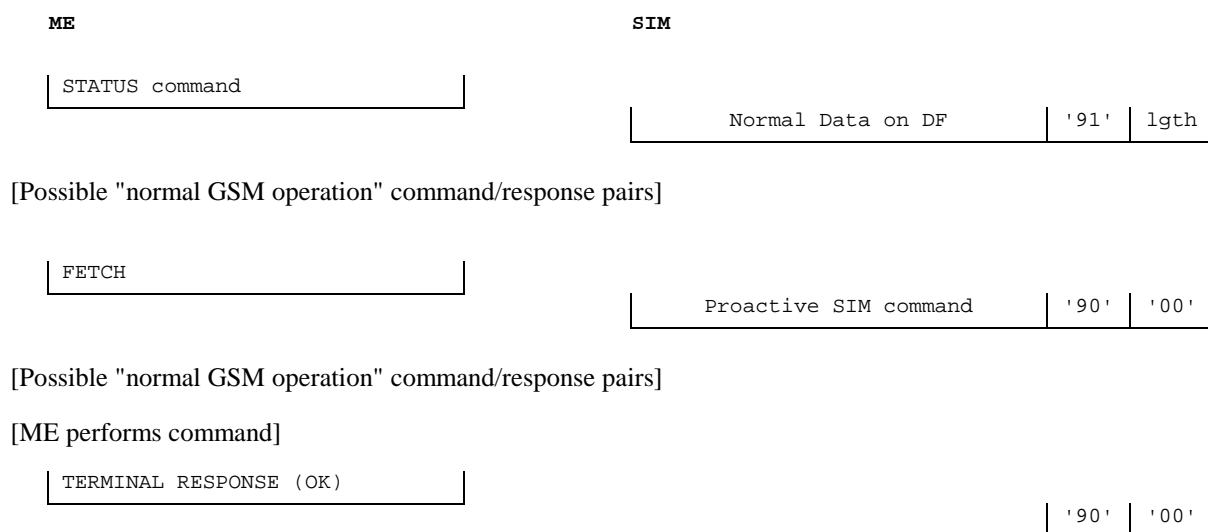 ME SIM
STATUS command
Normal Data on DF '91' lgth
[Possible "normal GSM operation" command/response pairs]
FETCH
Proactive SIM command '90' '00'
[Possible "normal GSM operation" command/response pairs]
[ME performs command]
TERMINAL RESPONSE (OK)
'90' '00'